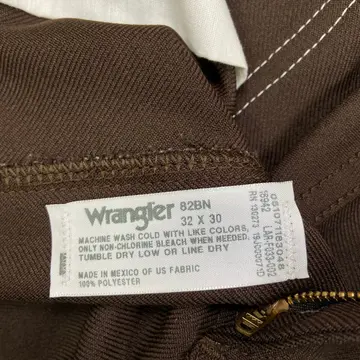 Wrangler 82BN
32 X 30
MACHINE WASH COLD WITH LIKE COLORS,
ONLY NON-CHLORINE BLEACH WHEN NEEDED,
TUMBLE DRY LOW OR LINE DRY
MADE IN MEXICO OF US FABRIC
100% POLYESTER
16942